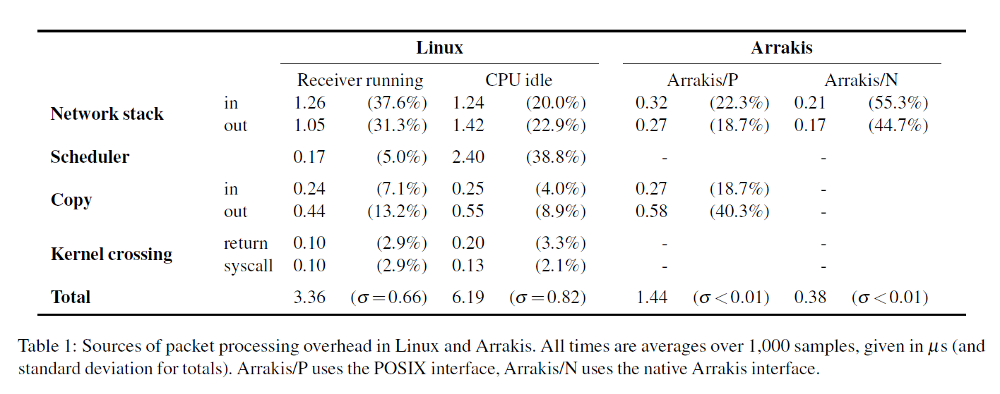 Linux Arrakis
Receiver running CPU idle Arrakis/P Arrakis/N
Network stack in 1.26 (37.6%) 1.24 (20.0%) 0.32 (22.3%) 0.21 (55.3%)
out 1.05 (31.3%) 1.42 (22.9%) 0.27 (18.7%) 0.17 (44.7%)
Scheduler 0.17 (5.0%) 2.40 (38.8%) - -
Copy in 0.24 (7.1%) 0.25 (4.0%) 0.27 (18.7%) -
out 0.44 (13.2%) 0.55 (8.9%) 0.58 (40.3%) -
Kernel crossing return 0.10 (2.9%) 0.20 (3.3%) - -
syscall 0.10 (2.9%) 0.13 (2.1%) - -
Total 3.36 (σ=0.66) 6.19 (σ=0.82) 1.44 (σ<0.01) 0.38 (σ<0.01)
Table 1: Sources of packet processing overhead in Linux and Arrakis. All times are averages over 1,000 samples, given in μs (and
standard deviation for totals). Arrakis/P uses the POSIX interface, Arrakis/N uses the native Arrakis interface.